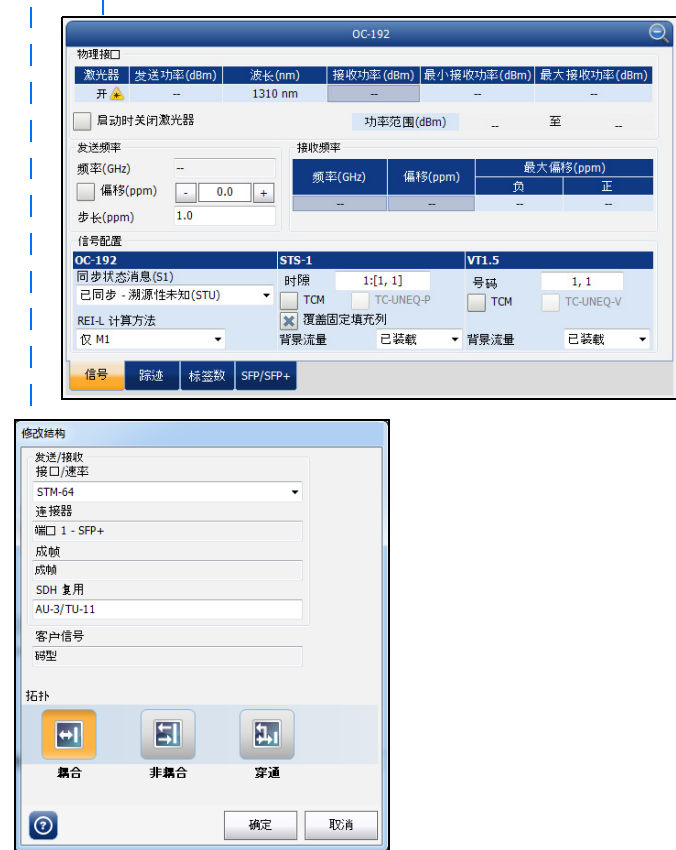 OC-192
物理接口
激光器 发送功率(dBm) 波长(nm) 接收功率(dBm) 最小接收功率(dBm) 最大接收功率(dBm)
开 -- 1310 nm -- -- --
启动时关闭激光器 功率范围(dBm) -- 至 --
发送频率 接收频率
频率(GHz) -- 频率(GHz) 偏移(ppm) 最大偏移(ppm)
偏移(ppm) - 0.0 + 负 正
-- -- -- --
步长(ppm) 1.0
信号配置
OC-192 STS-1 VT1.5
同步状态消息(S1) 时隙 1:[1, 1] 号码 1, 1
已同步 - 溯源性未知(STU) TCM TC-UNEQ-P TCM TC-UNEQ-V
REI-L 计算方法 覆盖固定填充列
仅 M1 背景流量 已装载 背景流量 已装载
信号 踪迹 标签数 SFP/SFP+
修改结构
发送/接收
接口/速率
STM-64
连接器
端口 1 - SFP+
成帧
成帧
SDH 复用
AU-3/TU-11
客户信号
码型
拓扑
耦合 非耦合 穿通
确定 取消